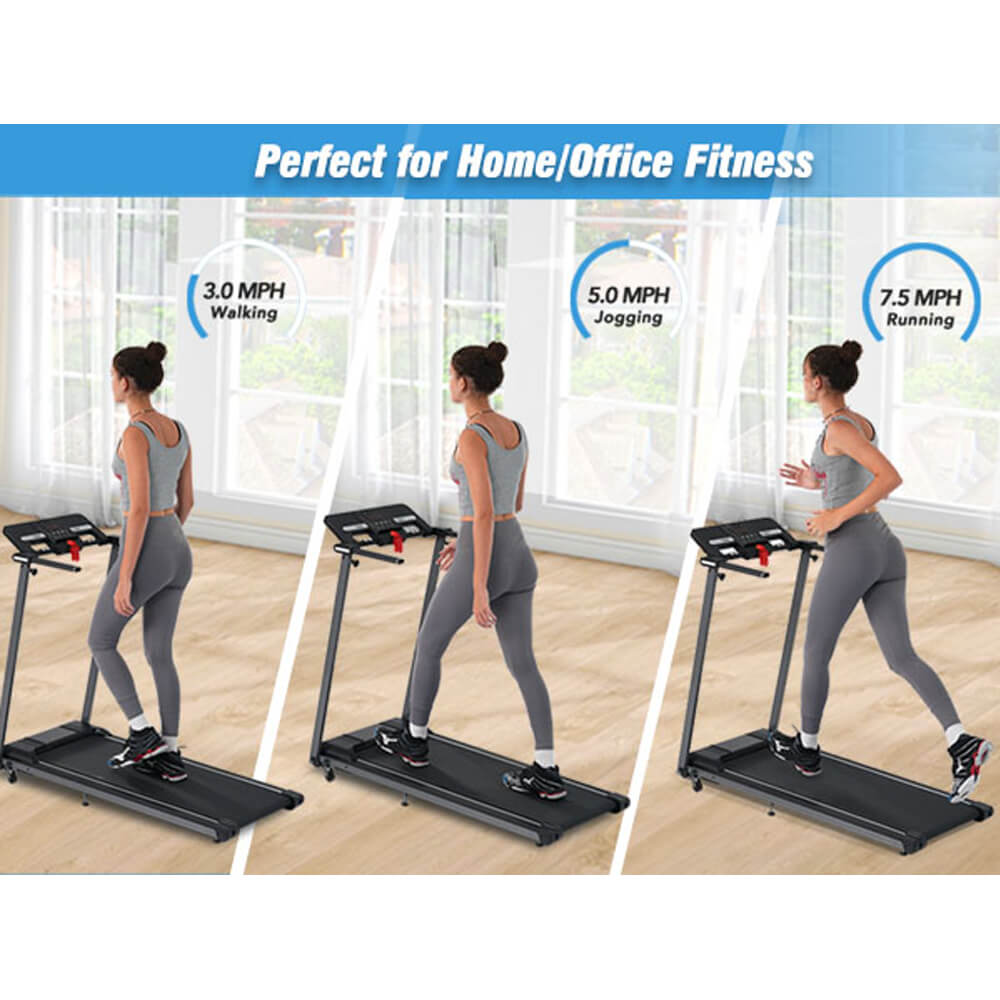 Perfect for Home/Office Fitness
3.0 MPH
Walking
5.0 MPH
Jogging
7.5 MPH
Running